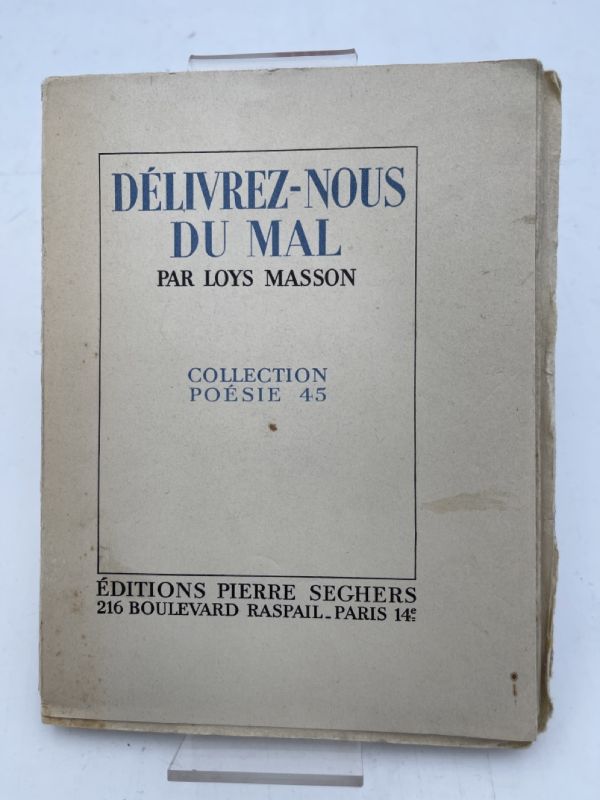 DÉLIVREZ-NOUS
DU MAL
PAR LOYS MASSON
COLLECTION
POÉSIE 45
ÉDITIONS PIERRE SEGHERS
216 BOULEVARD RASPAIL-PARIS 14e